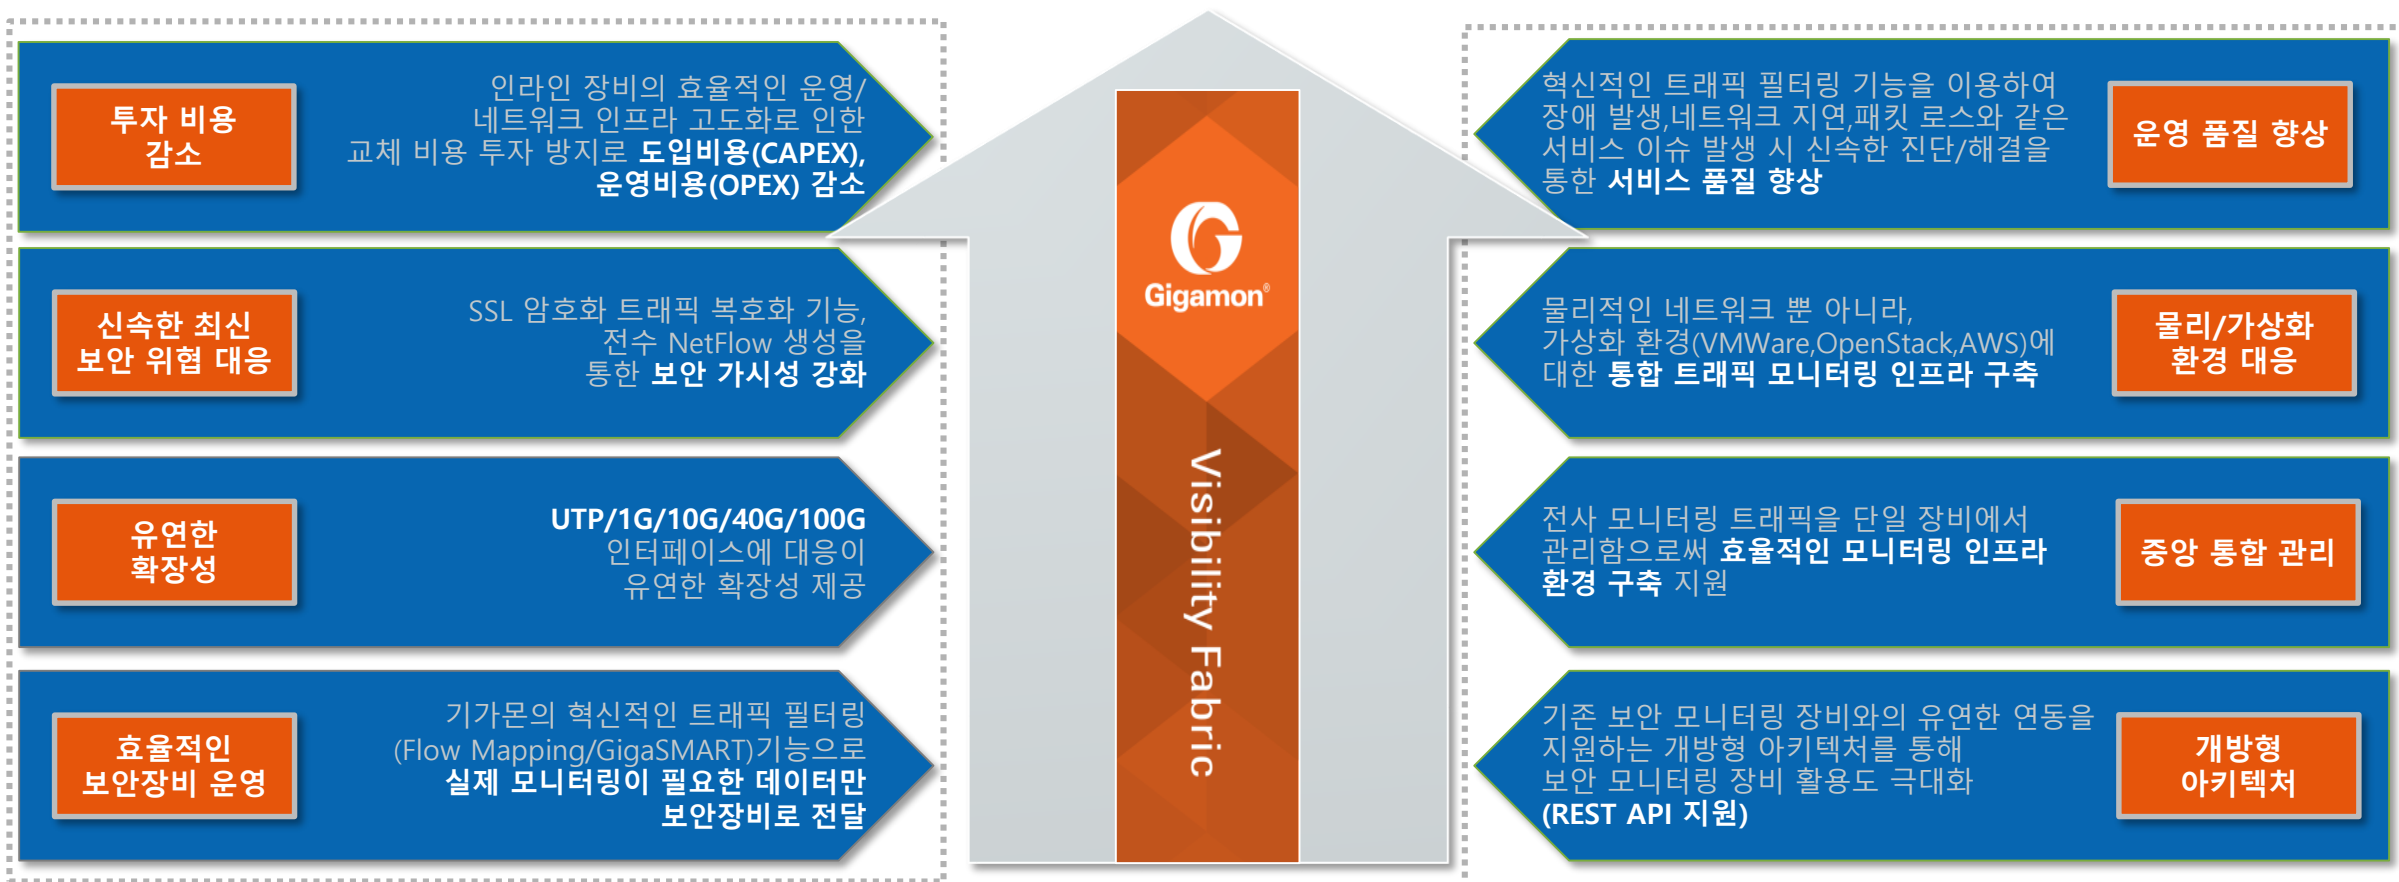 투자 비용
감소
인라인 장비의 효율적인 운영/
네트워크 인프라 고도화로 인한
교체 비용 투자 방지로 도입비용(CAPEX),
운영비용(OPEX) 감소
신속한 최신
보안 위협 대응
SSL 암호화 트래픽 복호화 기능,
전수 NetFlow 생성을
통한 보안 가시성 강화
유연한
확장성
UTP/1G/10G/40G/100G
인터페이스에 대응이
유연한 확장성 제공
효율적인
보안장비 운영
기가몬의 혁신적인 트래픽 필터링
(Flow Mapping/GigaSMART)기능으로
실제 모니터링이 필요한 데이터만
보안장비로 전달
Gigamon®
Visibility Fabric
혁신적인 트래픽 필터링 기능을 이용하여
장애 발생,네트워크 지연,패킷 로스와 같은
서비스 이슈 발생 시 신속한 진단/해결을
통한 서비스 품질 향상
운영 품질 향상
물리적인 네트워크 뿐 아니라,
가상화 환경(VMWare,OpenStack,AWS)에
대한 통합 트래픽 모니터링 인프라 구축
물리/가상화
환경 대응
전사 모니터링 트래픽을 단일 장비에서
관리함으로써 효율적인 모니터링 인프라
환경 구축 지원
중앙 통합 관리
기존 보안 모니터링 장비와의 유연한 연동을
지원하는 개방형 아키텍처를 통해
보안 모니터링 장비 활용도 극대화
(REST API 지원)
개방형
아키텍처